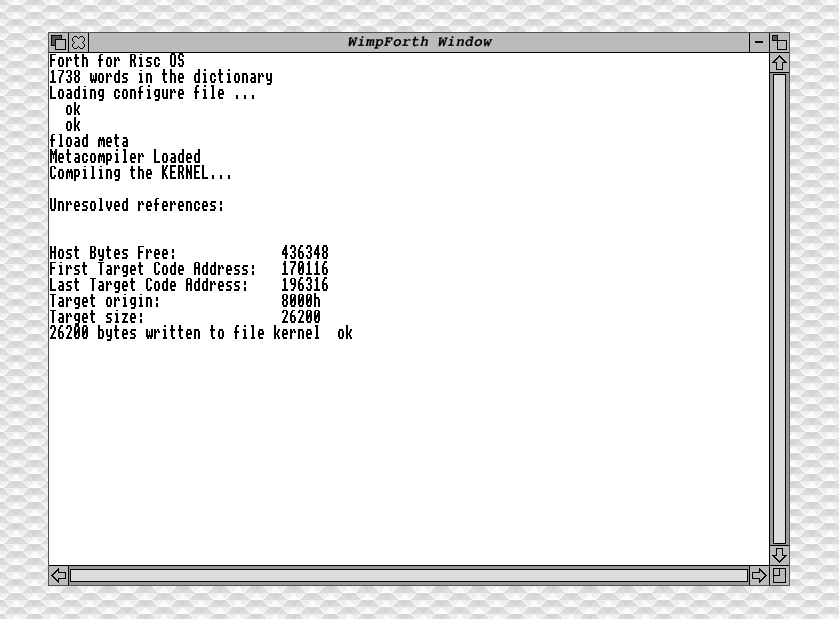 WimpForth Window
Forth for Risc OS
1738 words in the dictionary
Loading configure file ...
ok
ok
fload meta
Metacompiler Loaded
Compiling the KERNEL...
Unresolved references:
Host Bytes Free: 436348
First Target Code Address: 170116
Last Target Code Address: 196316
Target origin: 8000h
Target size: 26200
26200 bytes written to file kernel  ok